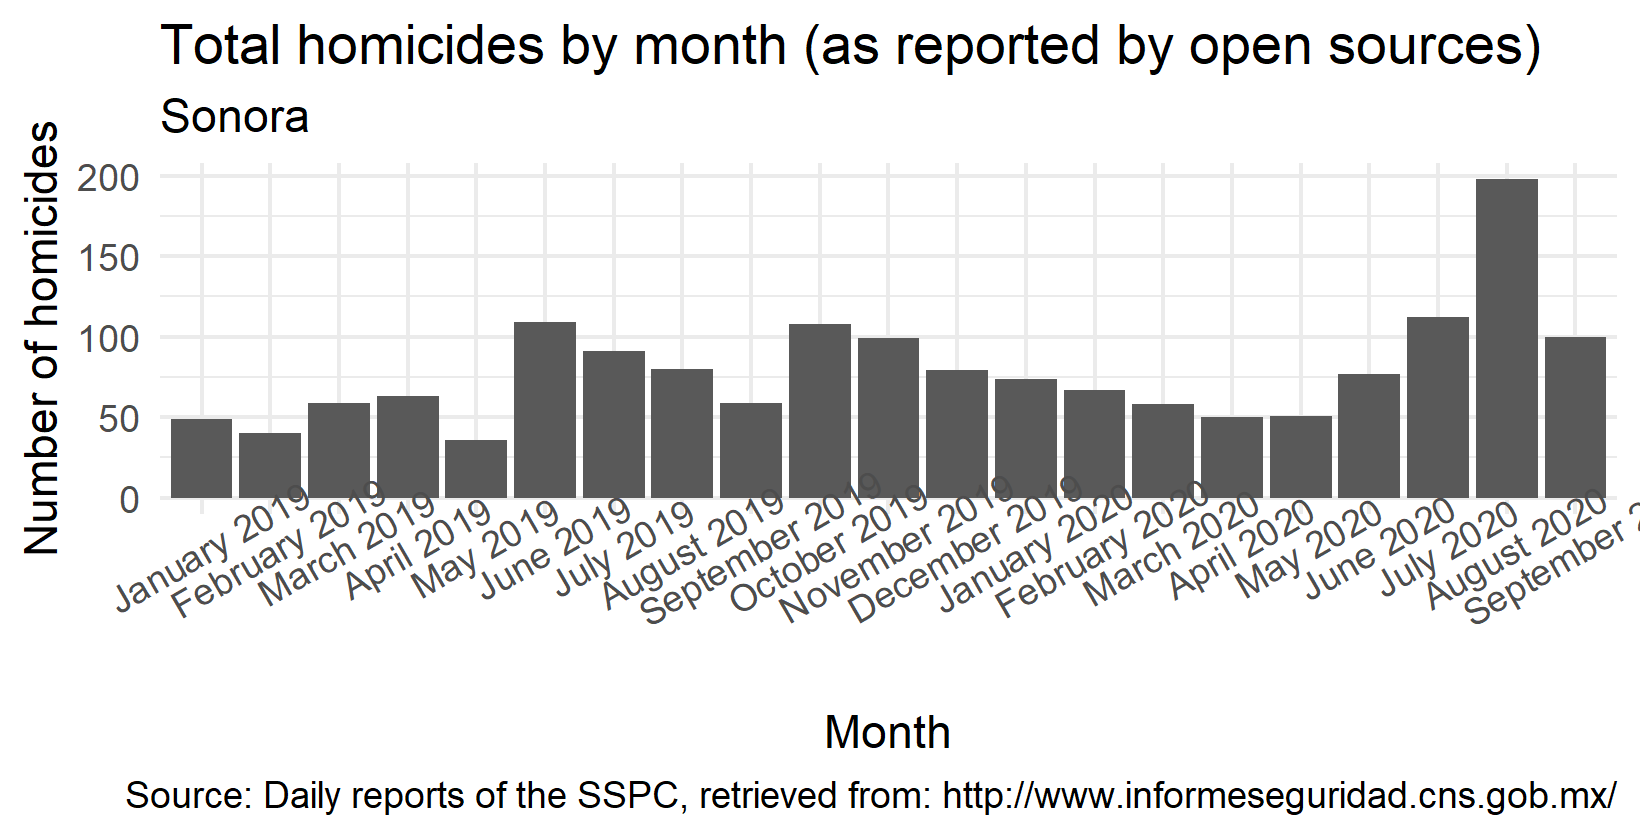 Total homicides by month (as reported by open sources)
Sonora
Number of homicides
200
150
100
50
0
January 2019
February 2019
March 2019
April 2019
May 2019
June 2019
July 2019
August 2019
September 2019
October 2019
November 2019
December 2019
January 2020
February 2020
March 2020
April 2020
May 2020
June 2020
July 2020
August 2020
September 2
Month
Source: Daily reports of the SSPC, retrieved from: http://www.informeseguridad.cns.gob.mx/